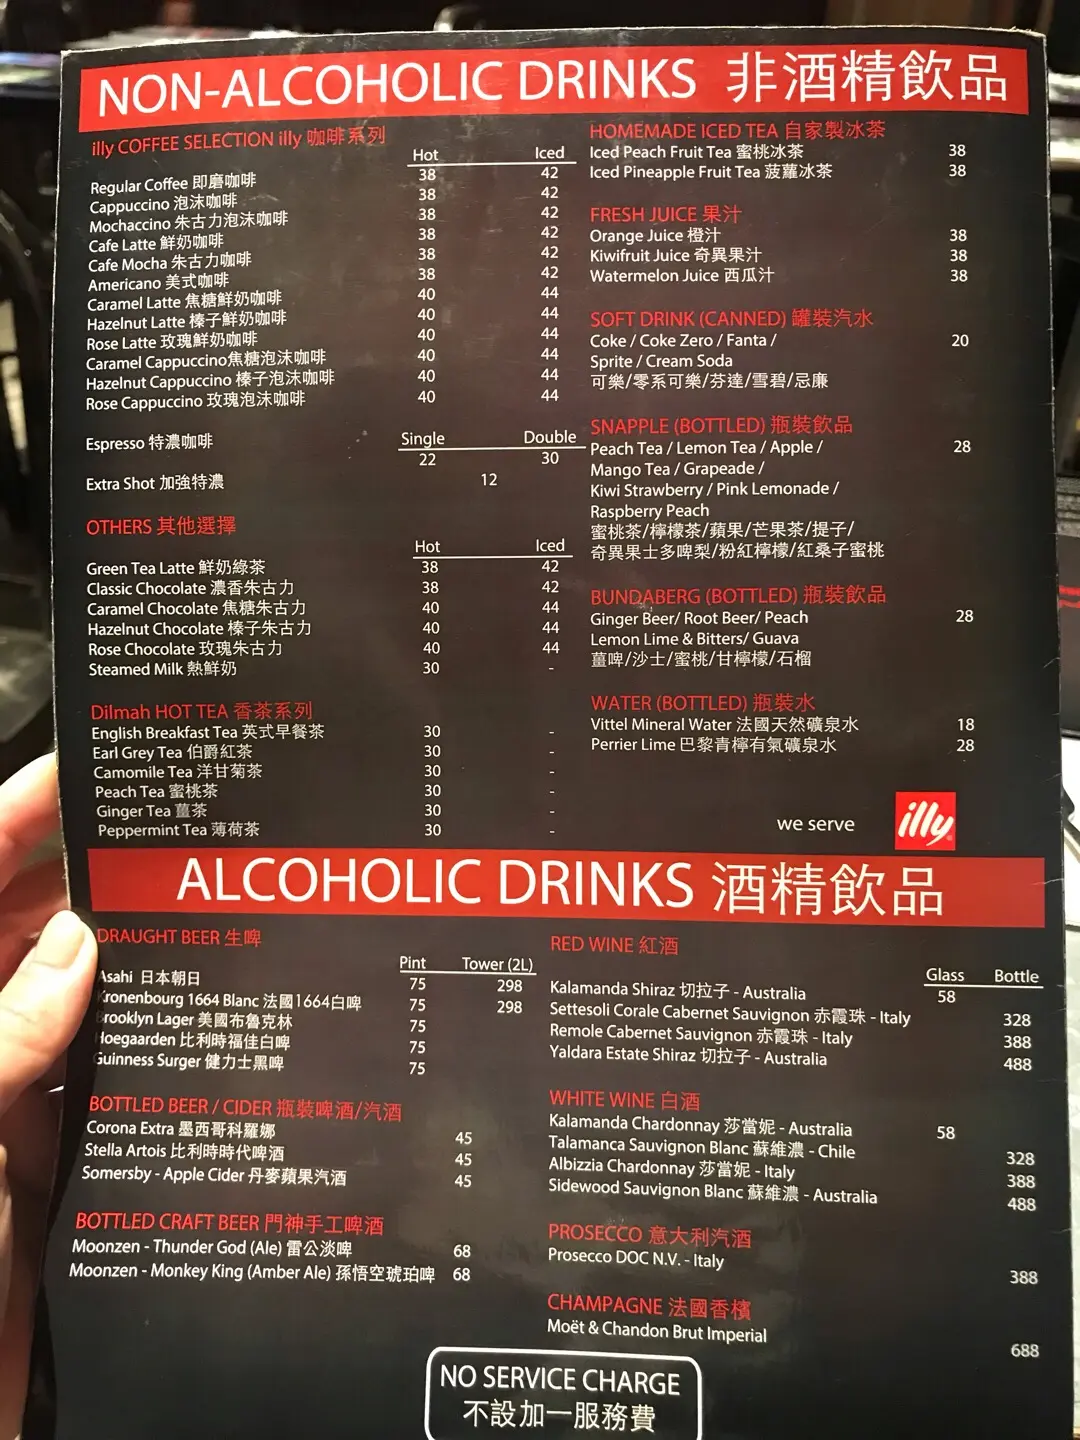 NON-ALCOHOLIC DRINKS 非酒精飲品
illy COFFEE SELECTION illy 咖啡系列
Hot Iced
Regular Coffee 即磨咖啡 38 42
Cappuccino 泡沫咖啡 38 42
Mochaccino 朱古力泡沫咖啡 38 42
Cafe Latte 鮮奶咖啡 38 42
Cafe Mocha 朱古力咖啡 38 42
Americano 美式咖啡 38 42
Caramel Latte 焦糖鮮奶咖啡 40 44
Hazelnut Latte 榛子鮮奶咖啡 40 44
Rose Latte 玫瑰鮮奶咖啡 40 44
Caramel Cappuccino焦糖泡沫咖啡 40 44
Hazelnut Cappuccino 榛子泡沫咖啡 40 44
Rose Cappuccino 玫瑰泡沫咖啡 40 44
Single Double
Espresso 特濃咖啡 22 30
Extra Shot 加強特濃 12
OTHERS 其他選擇
Hot Iced
Green Tea Latte 鮮奶綠茶 38 42
Classic Chocolate 濃香朱古力 38 42
Caramel Chocolate 焦糖朱古力 40 44
Hazelnut Chocolate 榛子朱古力 40 44
Rose Chocolate 玫瑰朱古力 40 44
Steamed Milk 熱鮮奶 30 -
Dilmah HOT TEA 香茶系列
English Breakfast Tea 英式早餐茶 30 -
Earl Grey Tea 伯爵紅茶 30 -
Camomile Tea 洋甘菊茶 30 -
Peach Tea 蜜桃茶 30 -
Ginger Tea 薑茶 30 -
Peppermint Tea 薄荷茶 30 -
HOMEMADE ICED TEA 自家製冰茶
Iced Peach Fruit Tea 蜜桃冰茶 38
Iced Pineapple Fruit Tea 菠蘿冰茶 38
FRESH JUICE 果汁
Orange Juice 橙汁 38
Kiwifruit Juice 奇異果汁 38
Watermelon Juice 西瓜汁 38
SOFT DRINK (CANNED) 罐裝汽水
Coke / Coke Zero / Fanta / 20
Sprite / Cream Soda
可樂/零系可樂/芬達/雪碧/忌廉
SNAPPLE (BOTTLED) 瓶裝飲品
Peach Tea / Lemon Tea / Apple / 28
Mango Tea / Grapeade /
Kiwi Strawberry / Pink Lemonade /
Raspberry Peach
蜜桃茶/檸檬茶/蘋果/芒果茶/提子/
奇異果士多啤梨/粉紅檸檬/紅桑子蜜桃
BUNDABERG (BOTTLED) 瓶裝飲品
Ginger Beer/ Root Beer/ Peach 28
Lemon Lime & Bitters/ Guava
薑啤/沙士/蜜桃/甘檸檬/石榴
WATER (BOTTLED) 瓶裝水
Vittel Mineral Water 法國天然礦泉水 18
Perrier Lime 巴黎青檸有氣礦泉水 28
we serve illy
ALCOHOLIC DRINKS 酒精飲品
DRAUGHT BEER 生啤
Pint Tower (2L)
Asahi 日本朝日 75 298
Kronenbourg 1664 Blanc 法國1664白啤 75 298
Brooklyn Lager 美國布魯克林 75
Hoegaarden 比利時福佳白啤 75
Guinness Surger 健力士黑啤 75
BOTTLED BEER / CIDER 瓶裝啤酒/汽酒
Corona Extra 墨西哥科羅娜 45
Stella Artois 比利時時代啤酒 45
Somersby - Apple Cider 丹麥蘋果汽酒 45
BOTTLED CRAFT BEER 門神手工啤酒
Moonzen - Thunder God (Ale) 雷公淡啤 68
Moonzen - Monkey King (Amber Ale) 孫悟空琥珀啤 68
RED WINE 紅酒
Glass Bottle
Kalamanda Shiraz 切拉子 - Australia 58
Settesoli Corale Cabernet Sauvignon 赤霞珠 - Italy 328
Remole Cabernet Sauvignon 赤霞珠 - Italy 388
Yaldara Estate Shiraz 切拉子 - Australia 488
WHITE WINE 白酒
Kalamanda Chardonnay 莎當妮 - Australia 58
Talamanca Sauvignon Blanc 蘇維濃 - Chile 328
Albizzia Chardonnay 莎當妮 - Italy 388
Sidewood Sauvignon Blanc 蘇維濃 - Australia 488
PROSECCO 意大利汽酒
Prosecco DOC N.V. - Italy 388
CHAMPAGNE 法國香檳
Moët & Chandon Brut Imperial 688
NO SERVICE CHARGE
不設加一服務費